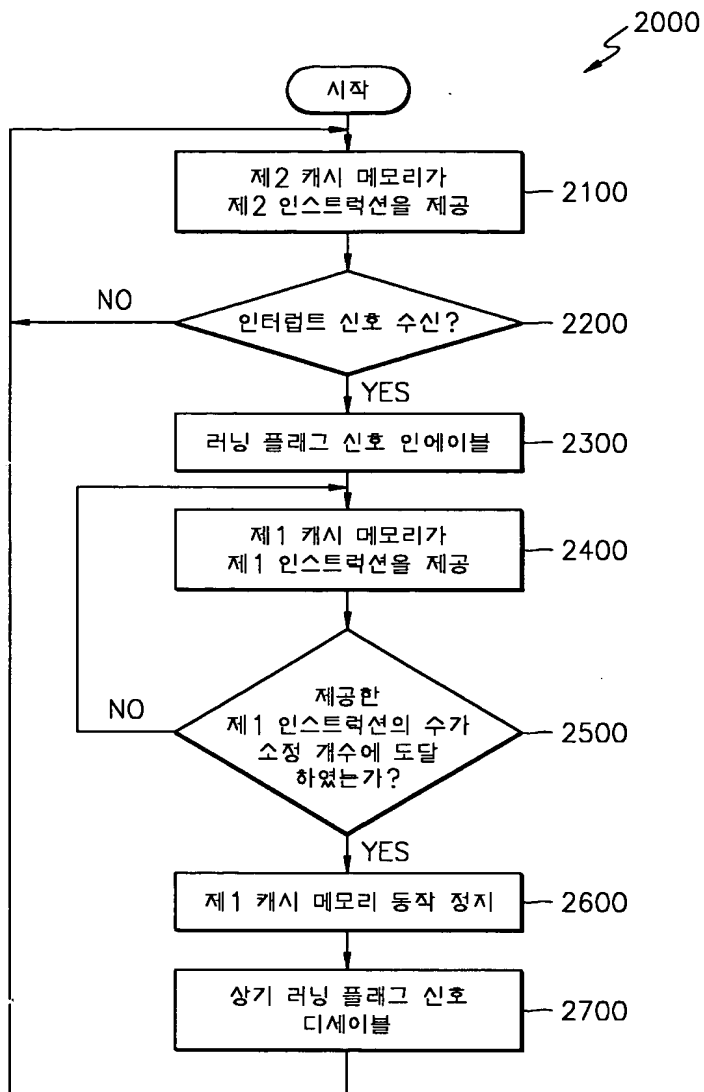 2000
시작
제2 캐시 메모리가
제2 인스트럭션을 제공
2100
인터럽트 신호 수신?
2200
NO
YES
러닝 플래그 신호 인에이블
2300
제1 캐시 메모리가
제1 인스트럭션을 제공
2400
제공한
제1 인스트럭션의 수가
소정 개수에 도달
하였는가?
2500
NO
YES
제1 캐시 메모리 동작 정지
2600
상기 러닝 플래그 신호
디세이블
2700